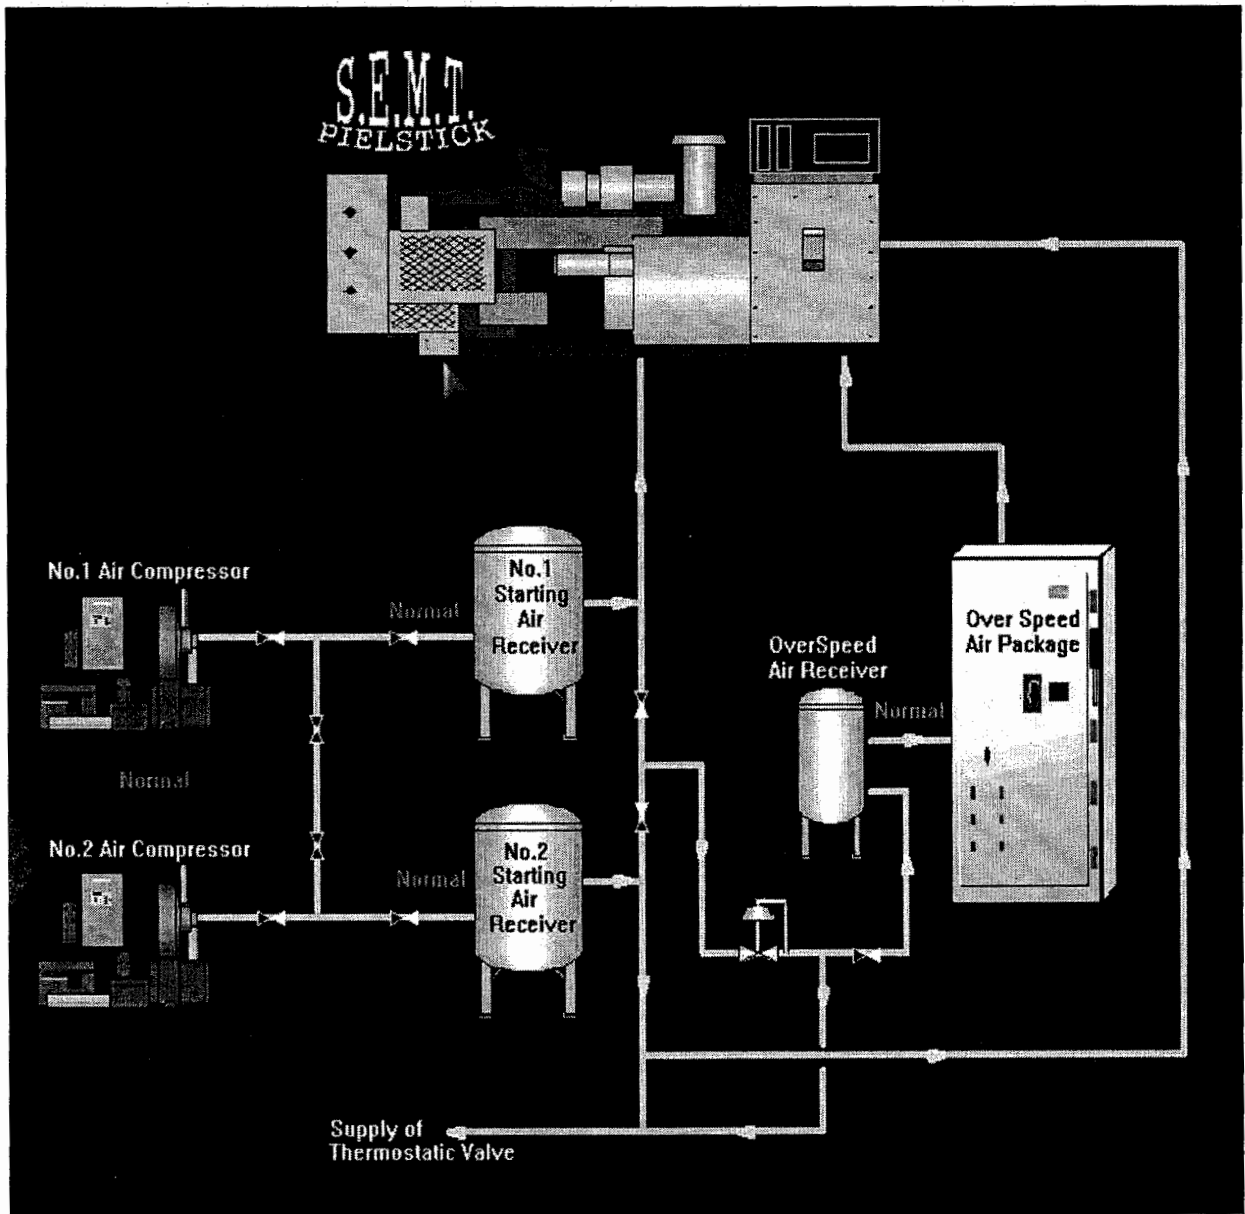 S.E.M.T.
PIELSTICK
No.1 Air Compressor
Normal
No.1
Starting
Air
Receiver
OverSpeed
Air Receiver
Normal
Over Speed
Air Package
Normal
No.2 Air Compressor
Normal
No.2
Starting
Air
Receiver
Supply of
Thermostatic Valve